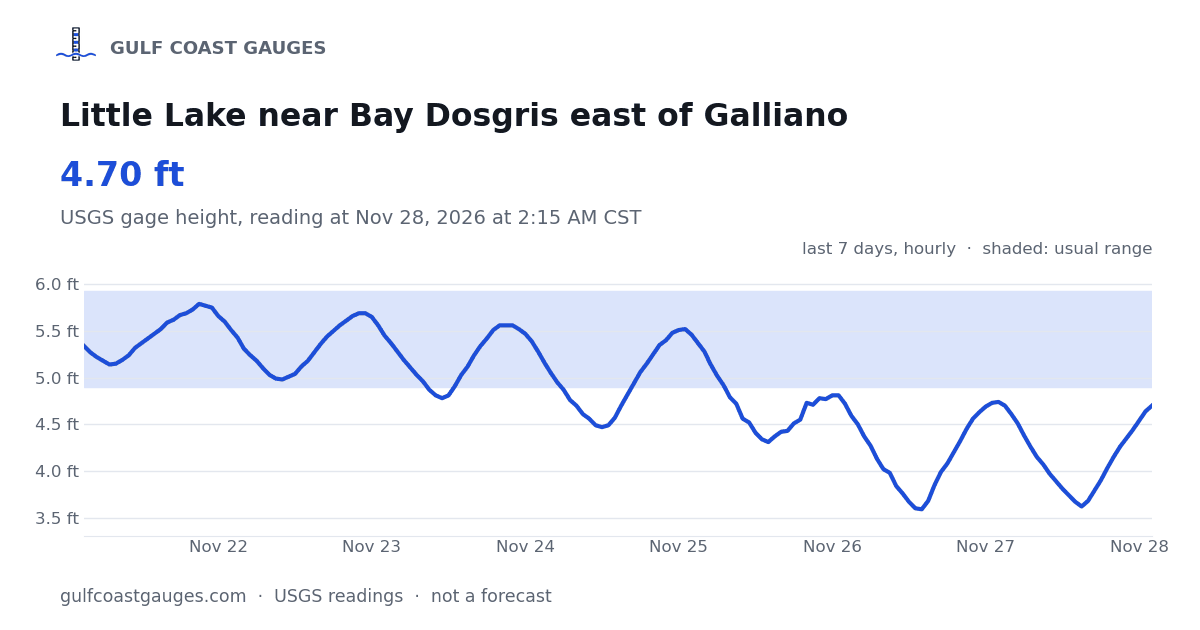 GULF COAST GAUGES
Little Lake near Bay Dosgris east of Galliano
4.70 ft
USGS gage height, reading at Nov 28, 2026 at 2:15 AM CST
last 7 days, hourly · shaded: usual range
6.0 ft
5.5 ft
5.0 ft
4.5 ft
4.0 ft
3.5 ft
Nov 22 Nov 23 Nov 24 Nov 25 Nov 26 Nov 27 Nov 28
gulfcoastgauges.com · USGS readings · not a forecast